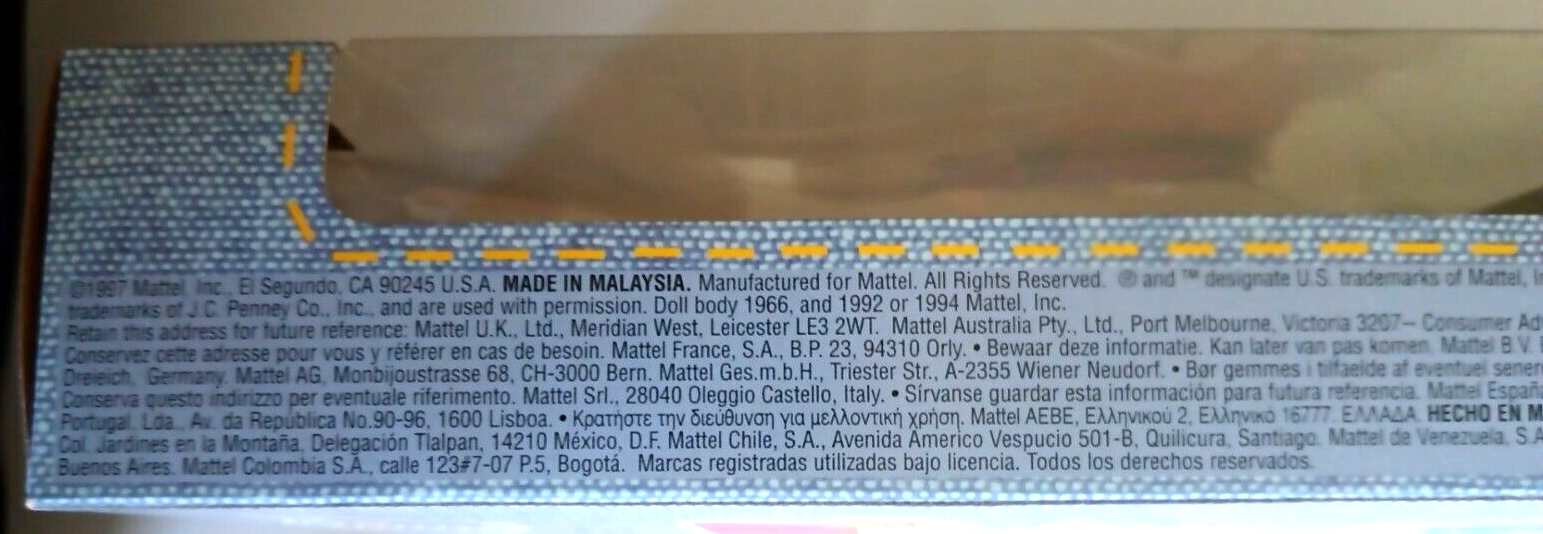 ©1997 Mattel, Inc., El Segundo, CA 90245 U.S.A. MADE IN MALAYSIA. Manufactured for Mattel. All Rights Reserved. ® and ™ designate U.S. trademarks of Mattel,
trademarks of J.C. Penney Co., Inc., and are used with permission. Doll body 1966, and 1992 or 1994 Mattel, Inc.
Retain this address for future reference: Mattel U.K., Ltd., Meridian West, Leicester LE3 2WT. Mattel Australia Pty., Ltd., Port Melbourne, Victoria 3207– Consumer
Conservez cette adresse pour vous y référer en cas de besoin. Mattel France, S.A., B.P. 23, 94310 Orly. • Bewaar deze informatie. Kan later van pas komen. Mattel B.V.
Dreieich, Germany. Mattel AG, Monbijoustrasse 68, CH-3000 Bern. Mattel Ges.m.b.H., Triester Str., A-2355 Wiener Neudorf. • Bør gemmes i tilfælde af eventuel
Conserva questo indirizzo per eventuale riferimento. Mattel Srl., 28040 Oleggio Castello, Italy. • Sírvanse guardar esta información para futura referencia. Mattel
Portugal, Lda., Av. da República No.90-96, 1600 Lisboa. • Κρατήστε την διεύθυνση για μελλοντική χρήση. Mattel AEBE, Ελληνικού 2, Ελληνικό 16777, ΕΛΛΑΔΑ. HECHO EN
Col. Jardines en la Montaña, Delegación Tlalpan, 14210 México, D.F. Mattel Chile, S.A., Avenida Américo Vespucio 501-B, Quilicura, Santiago. Mattel de Venezuela,
Buenos Aires. Mattel Colombia S.A., calle 123#7-07 P.5, Bogotá. Marcas registradas utilizadas bajo licencia. Todos los derechos reservados.